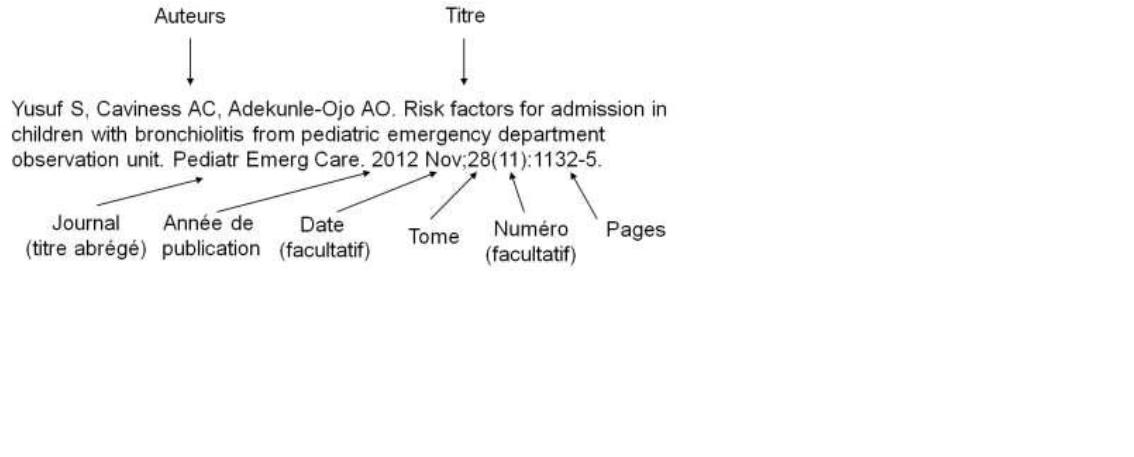 Auteurs
Titre
Yusuf S, Caviness AC, Adekunle-Ojo AO. Risk factors for admission in
children with bronchiolitis from pediatric emergency department
observation unit. Pediatr Emerg Care. 2012 Nov;28(11):1132-5.
Journal
(titre abrégé)
Année de
publication
Date
(facultatif)
Tome
Numéro
(facultatif)
Pages